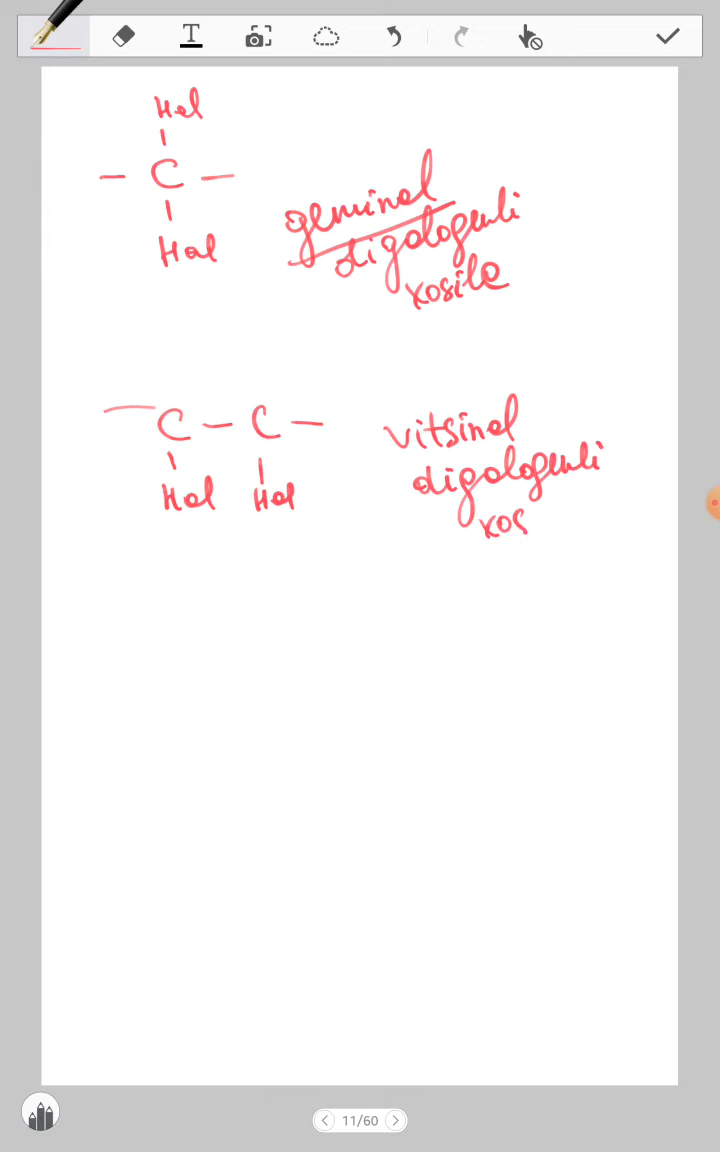 T
Hal
- C -
Hal
geminal
digalogenli
xosila
C - C -
Hal Hal
vitsinal
digalogenli
xos
11/60